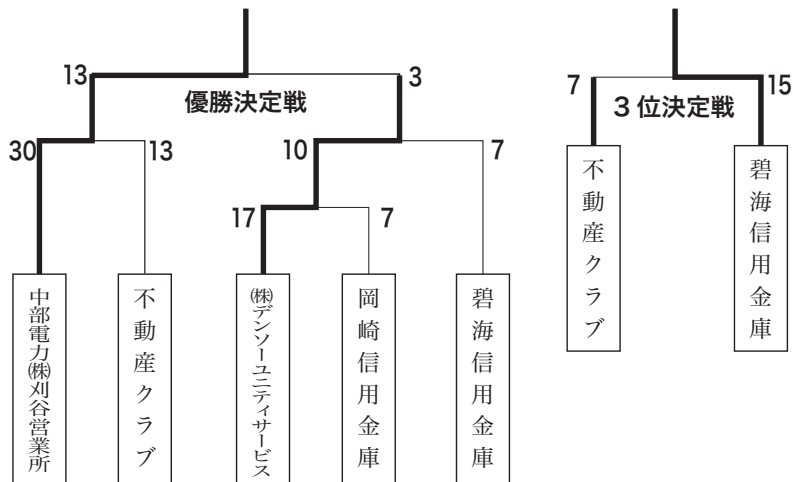 13
3
優勝決定戦
30
13
10
7
17
7
中部電力㈱刈谷営業所
不動産クラブ
㈱デンソーユニティサービス
岡崎信用金庫
碧海信用金庫
7
15
3位決定戦
不動産クラブ
碧海信用金庫